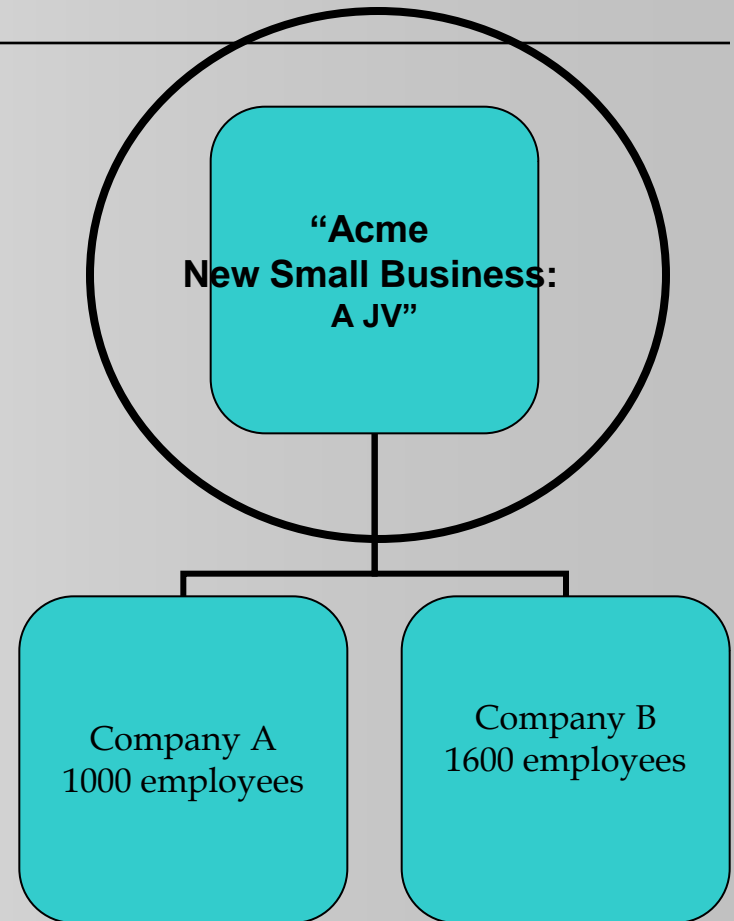 “Acme
New Small Business:
A JV”
Company A
1000 employees
Company B
1600 employees